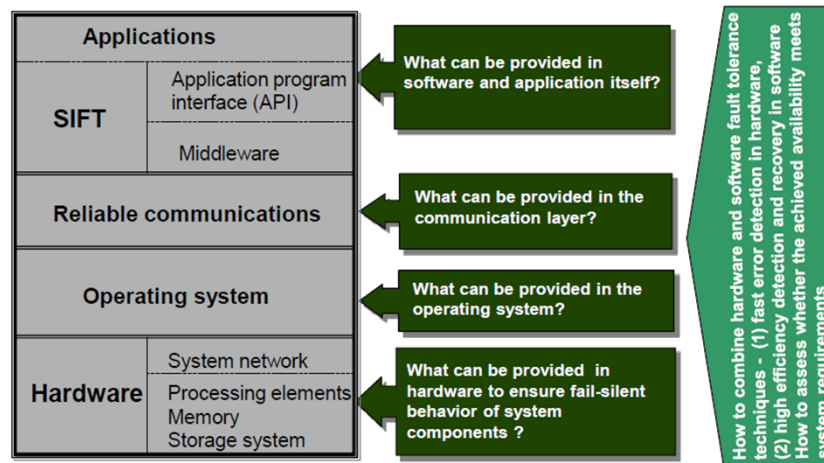 Applications
SIFT
Application program
interface (API)
Middleware
Reliable communications
Operating system
Hardware
System network
Processing elements
Memory
Storage system
What can be provided in
software and application itself?
What can be provided in the
communication layer?
What can be provided in the
operating system?
What can be provided in
hardware to ensure fail-silent
behavior of system
components ?
How to combine hardware and software fault tolerance
techniques - (1) fast error detection in hardware,
(2) high efficiency detection and recovery in software
How to assess whether the achieved availability meets
system requirements